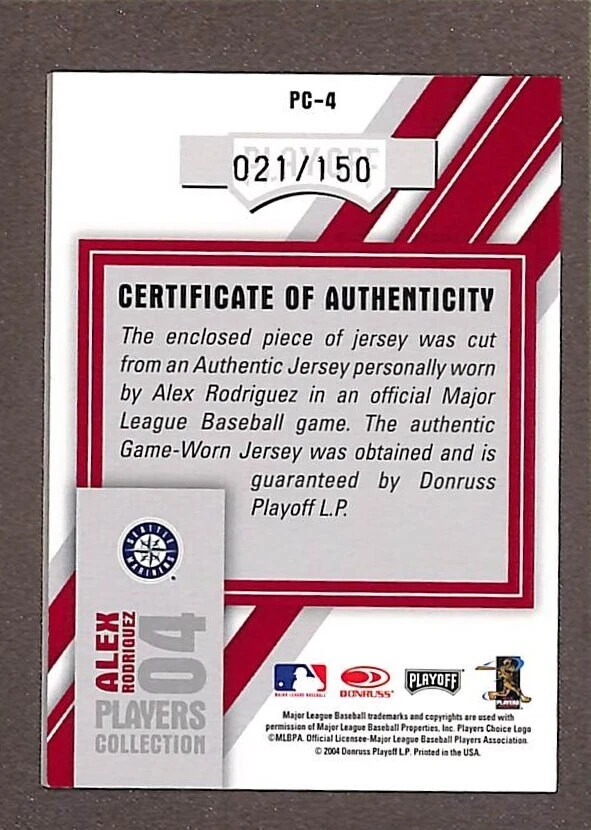 PC-4
PLAYOFF
021/150
CERTIFICATE OF AUTHENTICITY
The enclosed piece of jersey was cut
from an Authentic Jersey personally worn
by Alex Rodriguez in an official Major
League Baseball game. The authentic
Game-Worn Jersey was obtained and is
guaranteed by Donruss
Playoff L.P.
SEATTLE
MARINERS
ALEX
RODRIGUEZ
04
PLAYERS
COLLECTION
MAJOR LEAGUE BASEBALL
DONRUSS
PLAYOFF
PLAYERS
Major League Baseball trademarks and copyrights are used with
permission of Major League Baseball Properties, Inc. Players Choice Logo
©MLBPA. Official Licensee-Major League Baseball Players Association.
© 2004 Donruss Playoff L.P. Printed in the USA.